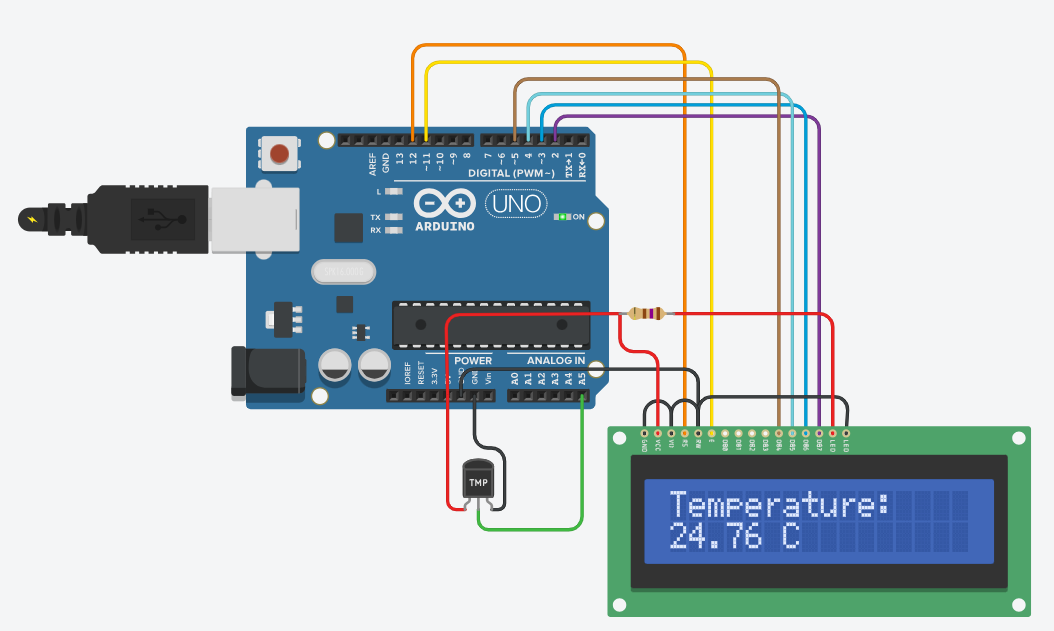 AREF
GND
13
12
~11
~10
~9
8
7
~6
~5
4
~3
2
TX→1
RX←0
DIGITAL (PWM~)
L
TX
RX
UNO
ON
ARDUINO
POWER
ANALOG IN
IOREF
RESET
3.3V
GND
Vin
A0
A1
A2
A3
A4
A5
TMP
GND
VCC
VO
RS
RW
E
DB0
DB1
DB2
DB3
DB4
DB5
DB6
DB7
LED
LED
Temperature:
24.76 C